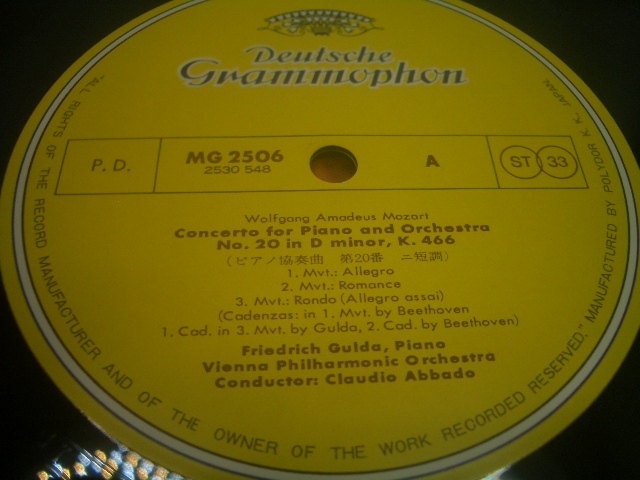 Deutsche
Grammophon
P. D.
MG 2506
2530 548
A
ST 33
Wolfgang Amadeus Mozart
Concerto for Piano and Orchestra
No. 20 in D minor, K. 466
(ピアノ協奏曲 第20番 ニ短調)
1. Mvt.: Allegro
2. Mvt.: Romance
3. Mvt.: Rondo (Allegro assai)
(Cadenzas: in 1. Mvt. by Beethoven
1. Cad. in 3. Mvt. by Gulda, 2. Cad. by Beethoven)
Friedrich Gulda, Piano
Vienna Philharmonic Orchestra
Conductor: Claudio Abbado
"ALL RIGHTS OF THE RECORD MANUFACTURER AND OF THE OWNER OF THE WORK RECORDED RESERVED." MANUFACTURED BY POLYDOR K. K. JAPAN